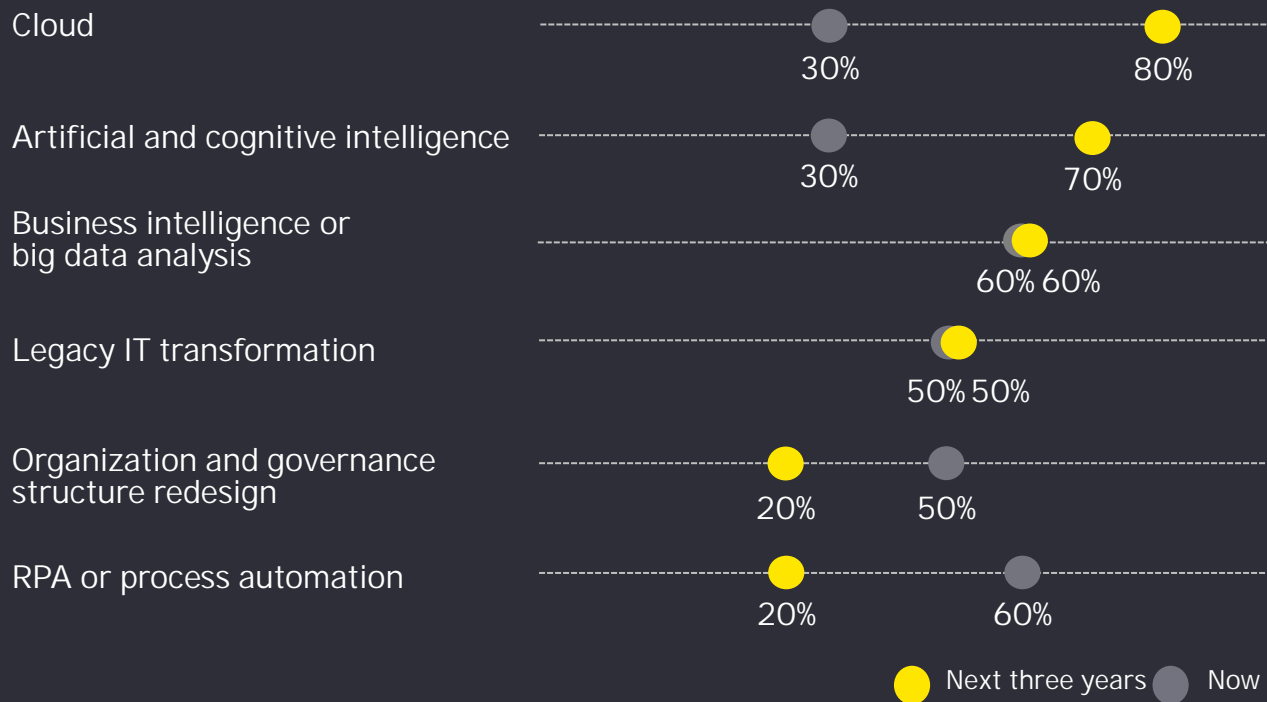 Cloud
30%
80%
Artificial and cognitive intelligence
30%
70%
Business intelligence or
big data analysis
60% 60%
Legacy IT transformation
50% 50%
Organization and governance
structure redesign
20%
50%
RPA or process automation
20%
60%
Next three years
Now